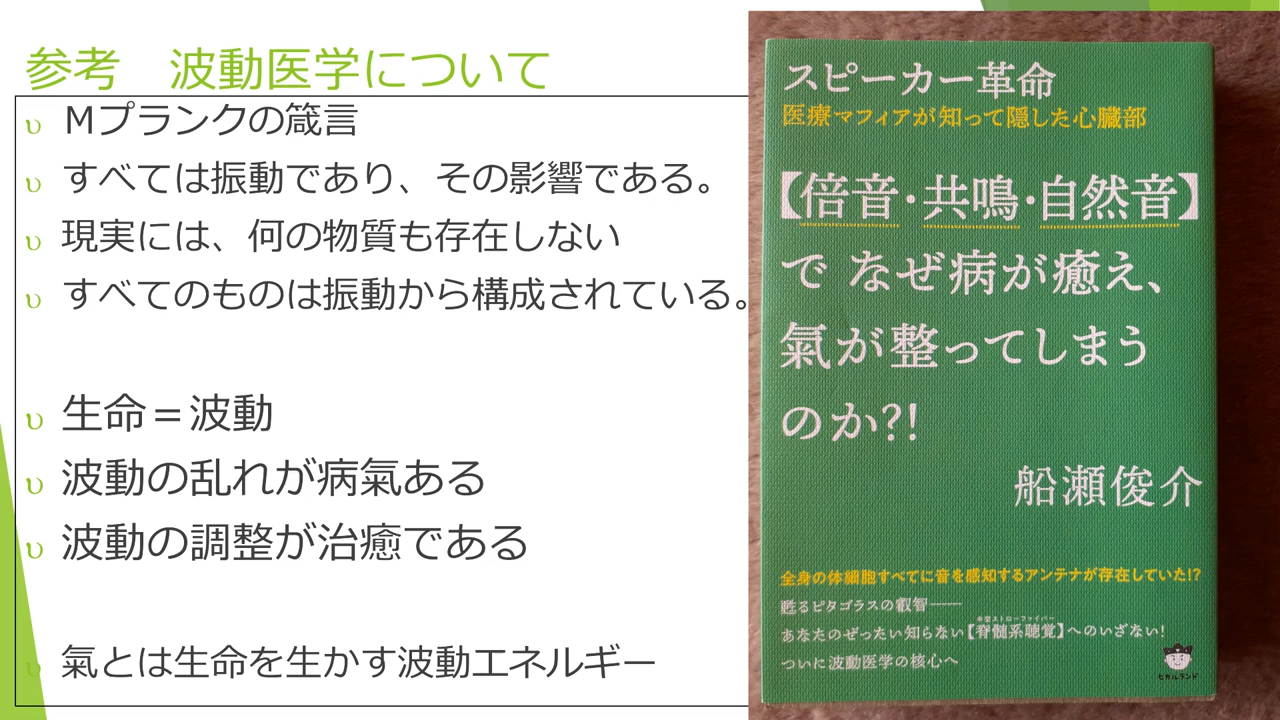 参考　波動医学について
Mプランクの箴言
すべては振動であり、その影響である。
現実には、何の物質も存在しない
すべてのものは振動から構成されている。
生命＝波動
波動の乱れが病氣ある
波動の調整が治癒である
氣とは生命を生かす波動エネルギー
スピーカー革命
医療マフィアが知って隠した心臓部
【倍音・共鳴・自然音】
で なぜ病が癒え、
氣が整ってしまう
のか?!
船瀬俊介
全身の体細胞すべてに音を感知するアンテナが存在していた!?
甦るピタゴラスの叡智──
あなたのぜったい知らない【脊髄系聴覚】へのいざない!
ついに波動医学の核心へ
ヒカルランド